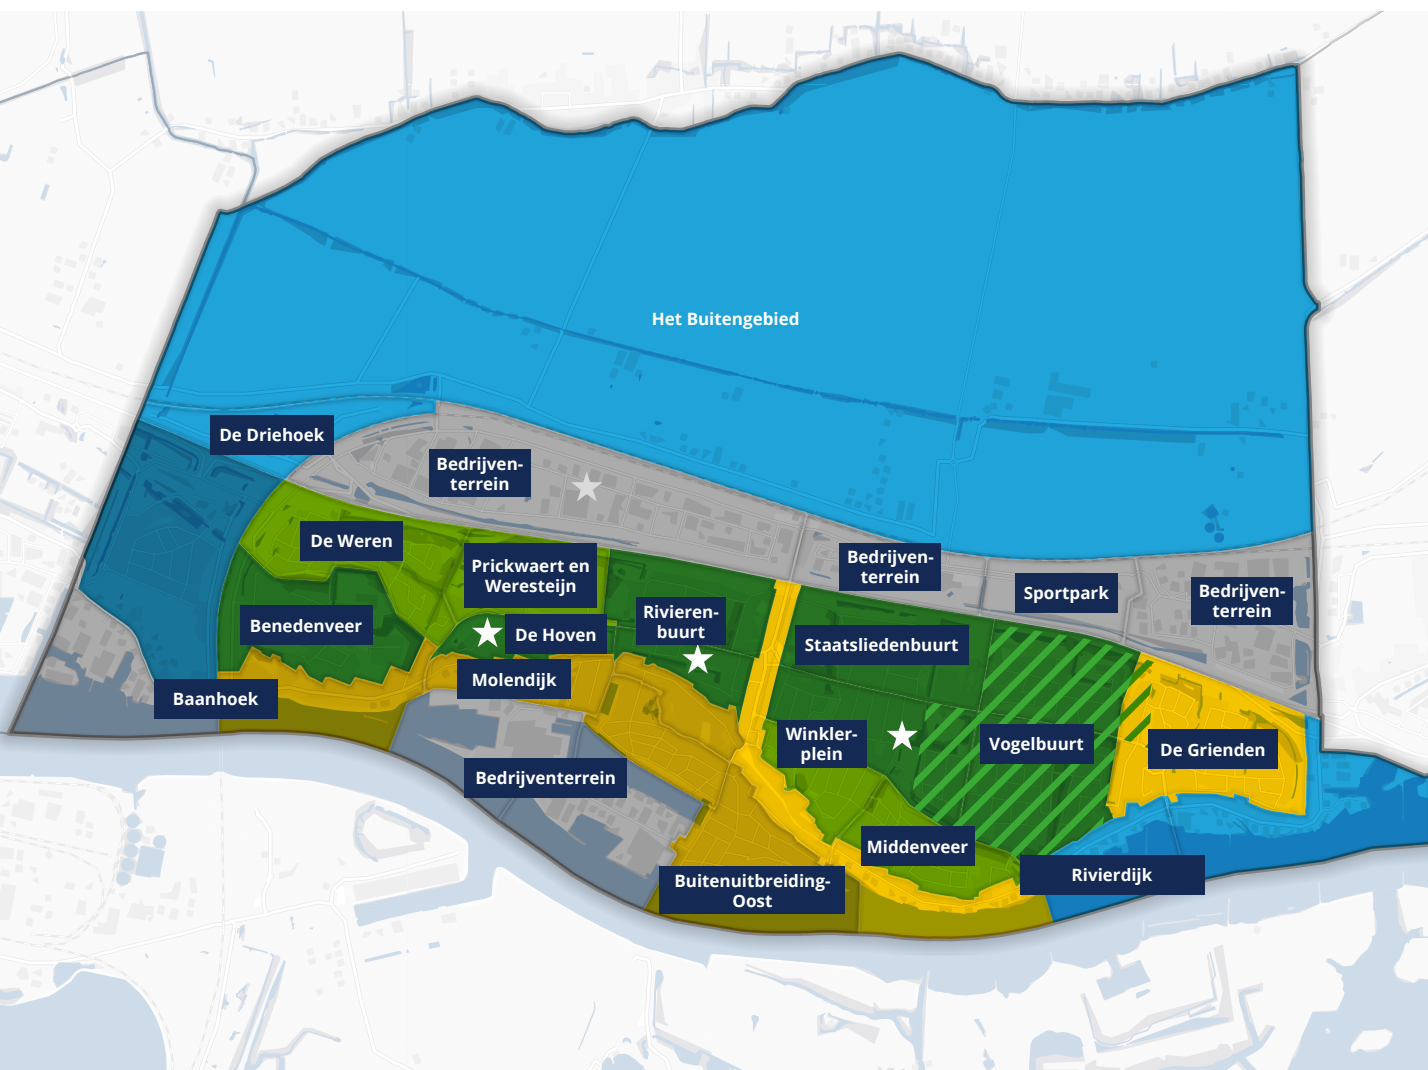 Het Buitengebied
De Driehoek
Bedrijven-
terrein
De Weren
Prickwaert en
Weresteijn
Bedrijven-
terrein
Sportpark
Bedrijven-
terrein
Benedenveer
De Hoven
Rivieren-
buurt
Staatsliedenbuurt
Baanhoek
Molendijk
Winkler-
plein
Vogelbuurt
De Grienden
Bedrijventerrein
Middenveer
Rivierdijk
Buitenuitbreiding-
Oost